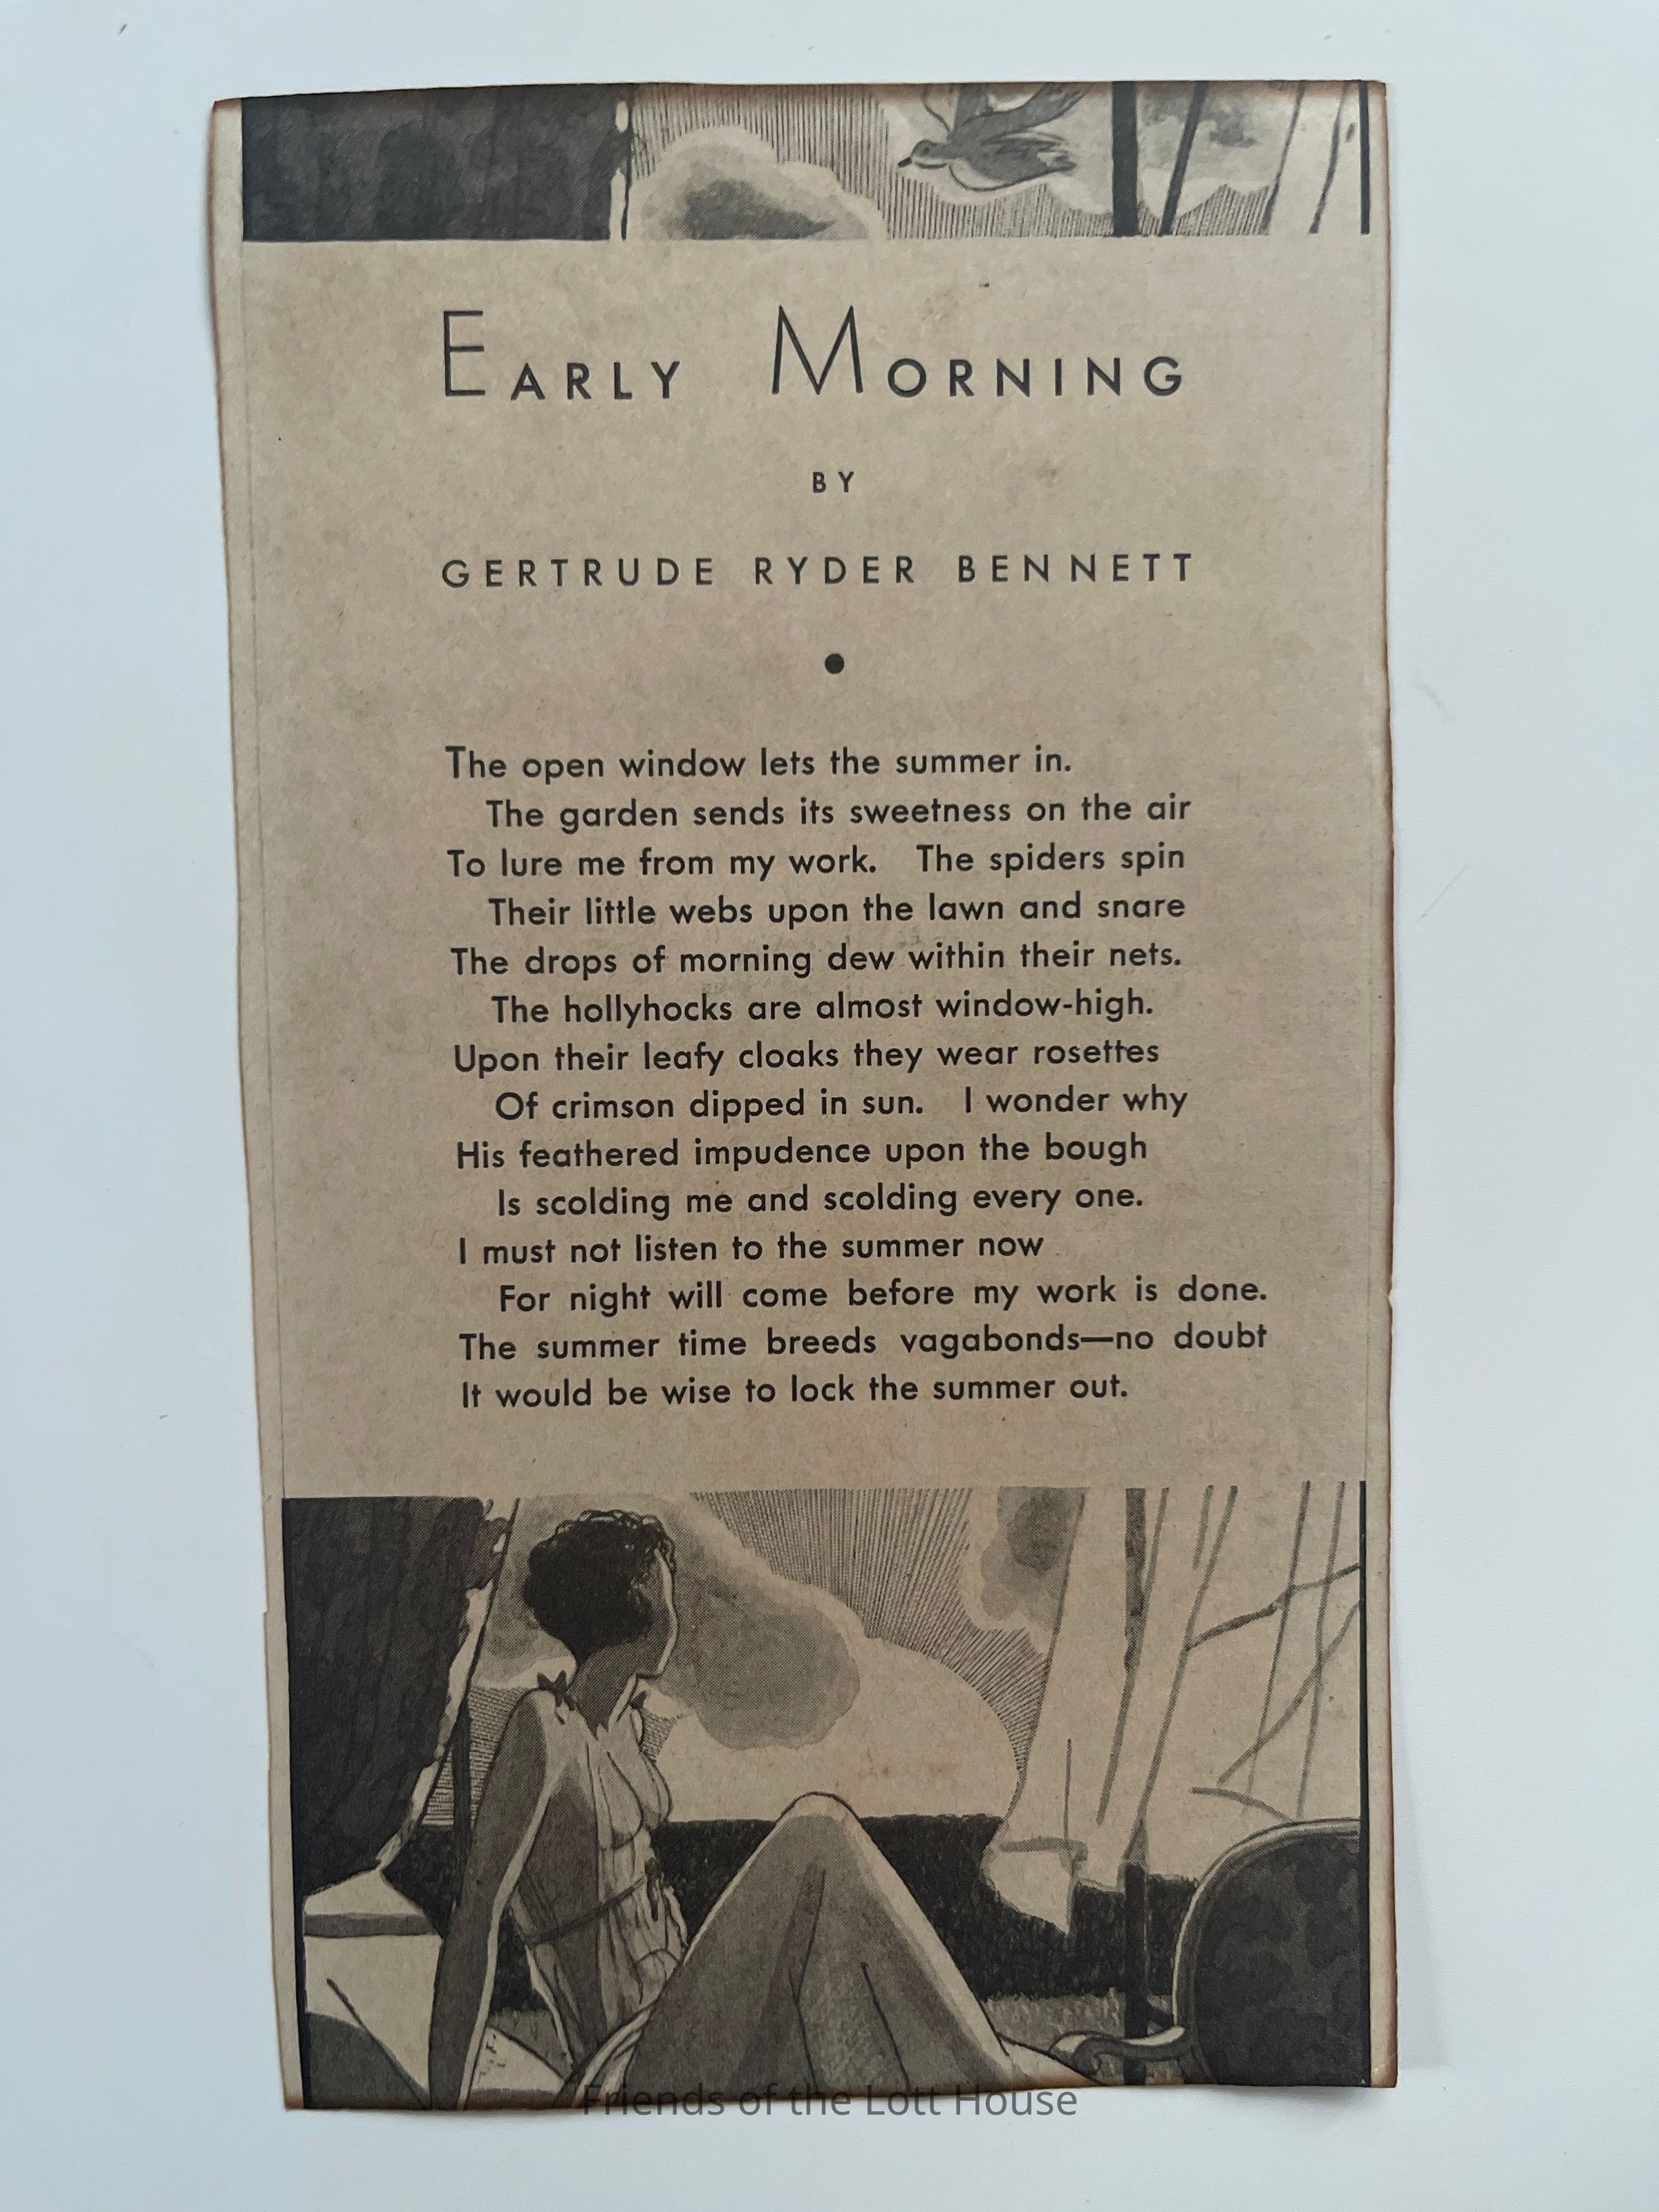 EARLY MORNING
BY
GERTRUDE RYDER BENNETT
The open window lets the summer in.
The garden sends its sweetness on the air
To lure me from my work. The spiders spin
Their little webs upon the lawn and snare
The drops of morning dew within their nets.
The hollyhocks are almost window-high.
Upon their leafy cloaks they wear rosettes
Of crimson dipped in sun. I wonder why
His feathered impudence upon the bough
Is scolding me and scolding every one.
I must not listen to the summer now
For night will come before my work is done.
The summer time breeds vagabonds—no doubt
It would be wise to lock the summer out.
Friends of the Lott House